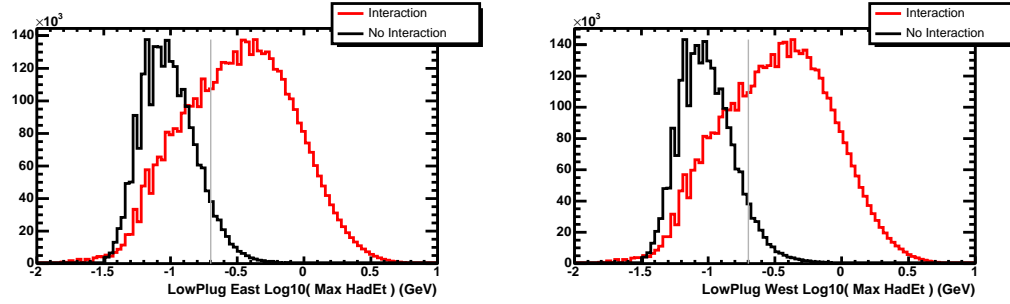 ×10³
Interaction
No Interaction
140
120
100
80
60
40
20
0
-2 -1.5 -1 -0.5 0 0.5 1
LowPlug East Log10( Max HadEt ) (GeV)
×10³
Interaction
No Interaction
140
120
100
80
60
40
20
0
-2 -1.5 -1 -0.5 0 0.5 1
LowPlug West Log10( Max HadEt ) (GeV)